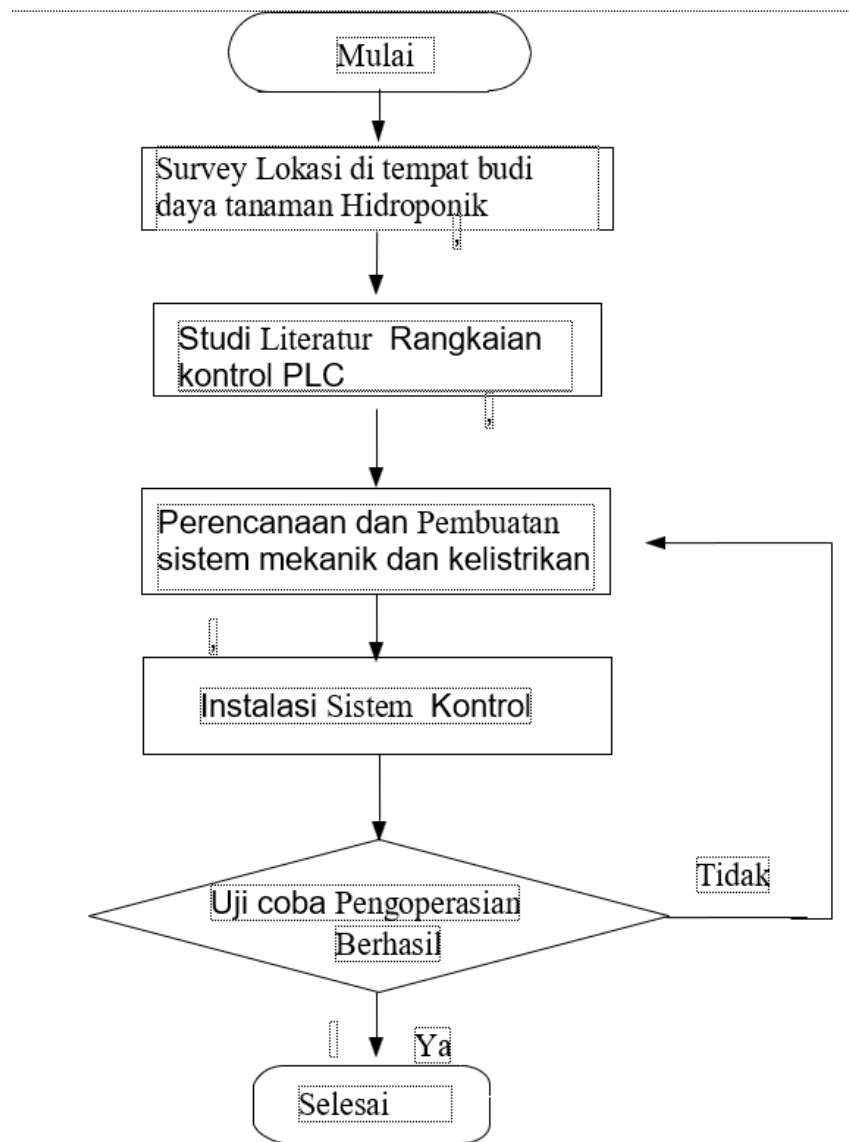 Mulai
Survey Lokasi di tempat budi
daya tanaman Hidroponik
,
Studi Literatur Rangkaian
kontrol PLC
,
Perencanaan dan Pembuatan
sistem mekanik dan kelistrikan
,
Instalasi Sistem Kontrol
Tidak
Uji coba Pengoperasian
Berhasil
Ya
Selesai